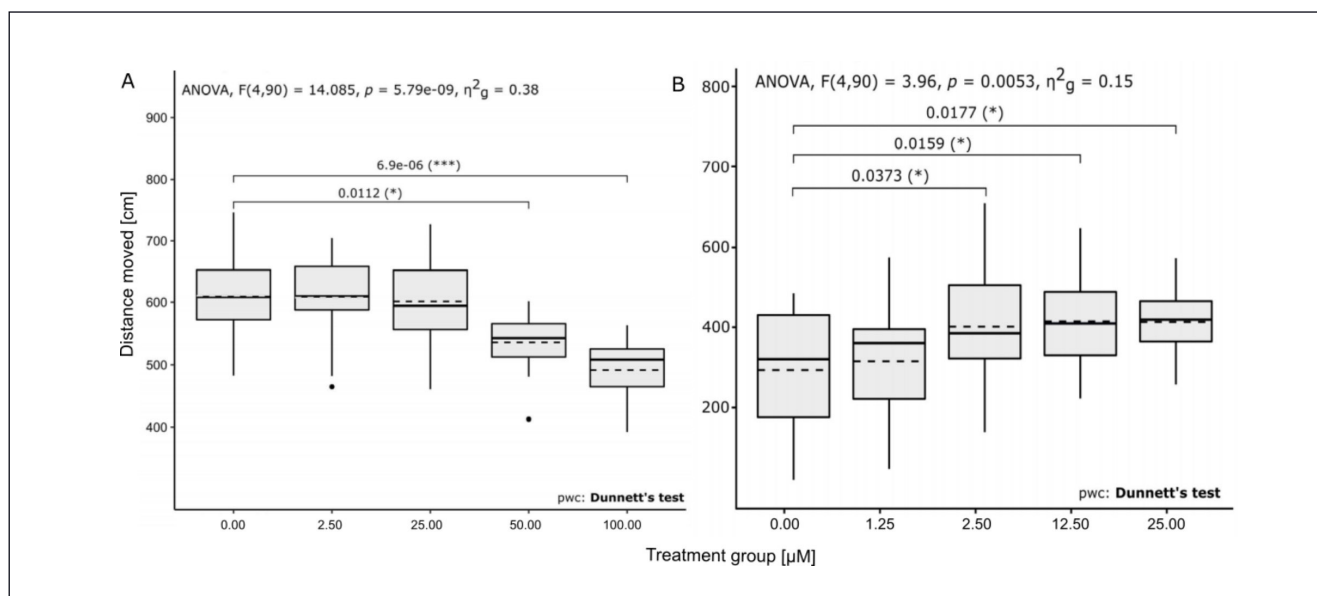 A
ANOVA, F(4,90) = 14.085, p = 5.79e-09, η²g = 0.38
900
6.9e-06 (***)
800
0.0112 (*)
700
600
500
400
Distance moved [cm]
pwc: Dunnett's test
0.00 2.50 25.00 50.00 100.00
B
ANOVA, F(4,90) = 3.96, p = 0.0053, η²g = 0.15
800
0.0177 (*)
0.0159 (*)
700
0.0373 (*)
600
400
200
pwc: Dunnett's test
0.00 1.25 2.50 12.50 25.00
Treatment group [µM]